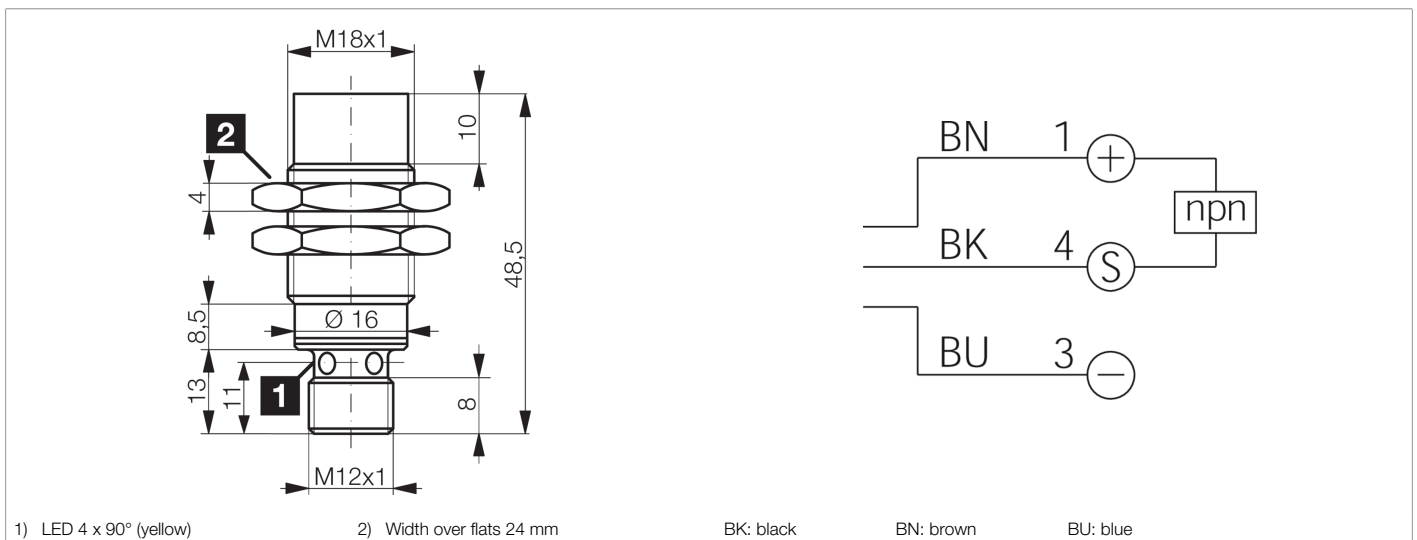 M18x1
2
10
4
48,5
8,5
Ø 16
13
11
1
8
M12x1
BN 1 +
npn
BK 4 S
BU 3 −
1) LED 4 x 90° (yellow) 2) Width over flats 24 mm BK: black BN: brown BU: blue